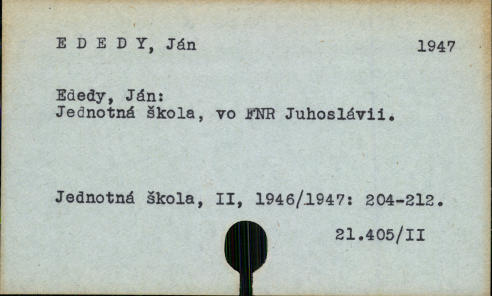 E D E D Y, Ján 1947
Ededy, Ján:
Jednotná škola, vo FNR Juhoslávii.
Jednotná škola, II, 1946/1947: 204-212.
21.405/II